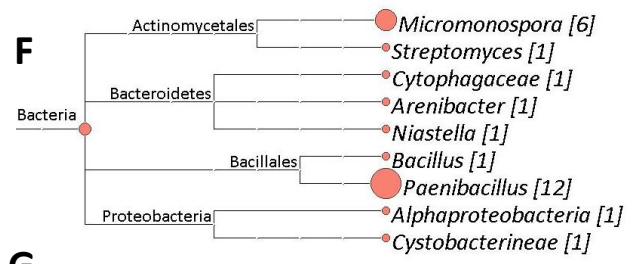 F
Bacteria
Actinomycetales
Micromonospora [6]
Streptomyces [1]
Bacteroidetes
Cytophagaceae [1]
Arenibacter [1]
Niastella [1]
Bacillales
Bacillus [1]
Paenibacillus [12]
Proteobacteria
Alphaproteobacteria [1]
Cystobacterineae [1]